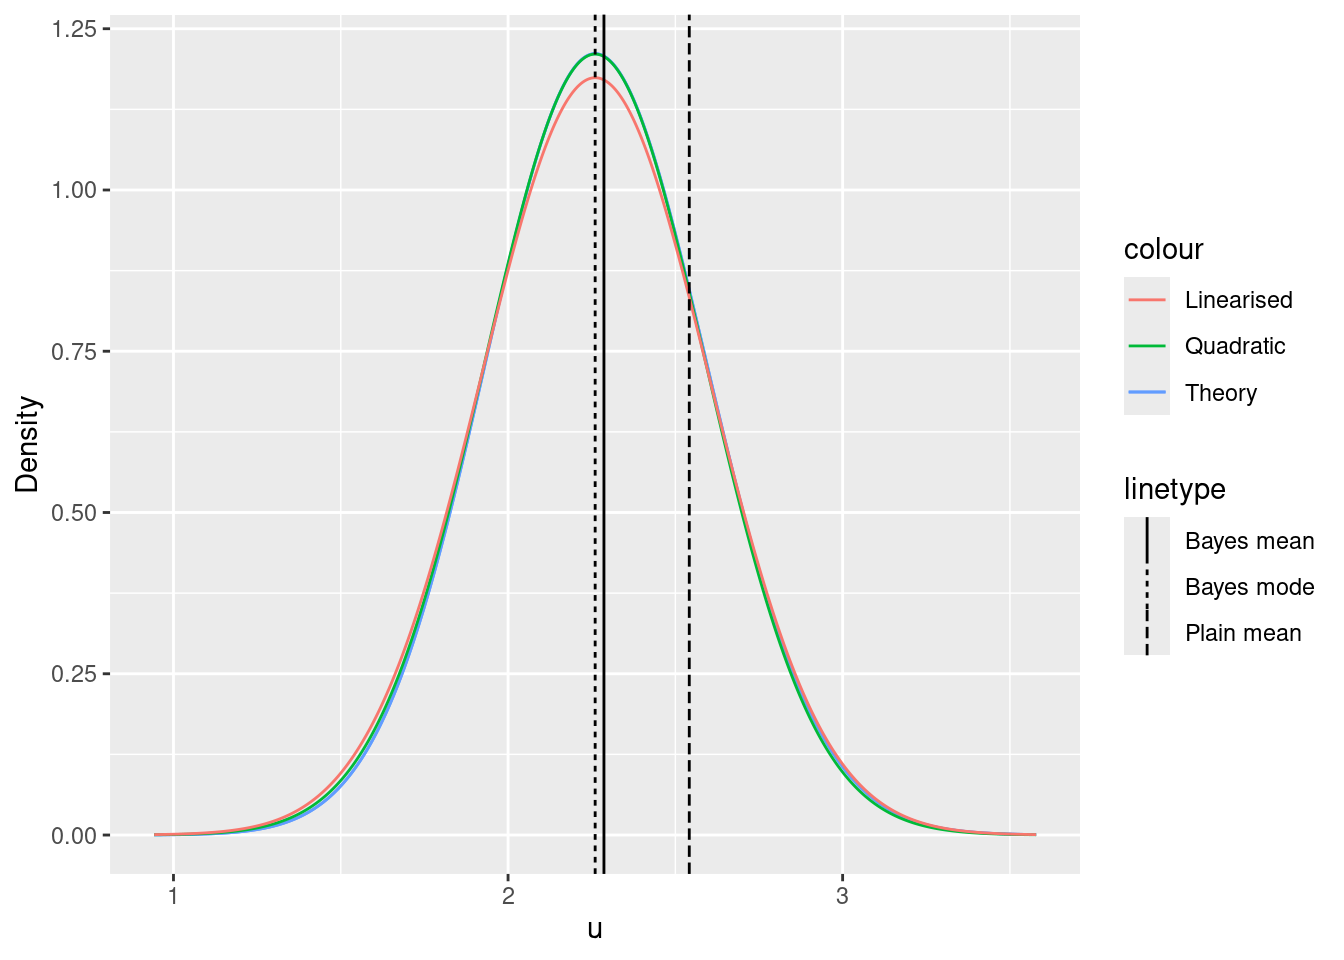 1.25
1.00
0.75
0.50
0.25
0.00
Density
1 2 3
u
colour
Linearised
Quadratic
Theory
linetype
Bayes mean
Bayes mode
Plain mean